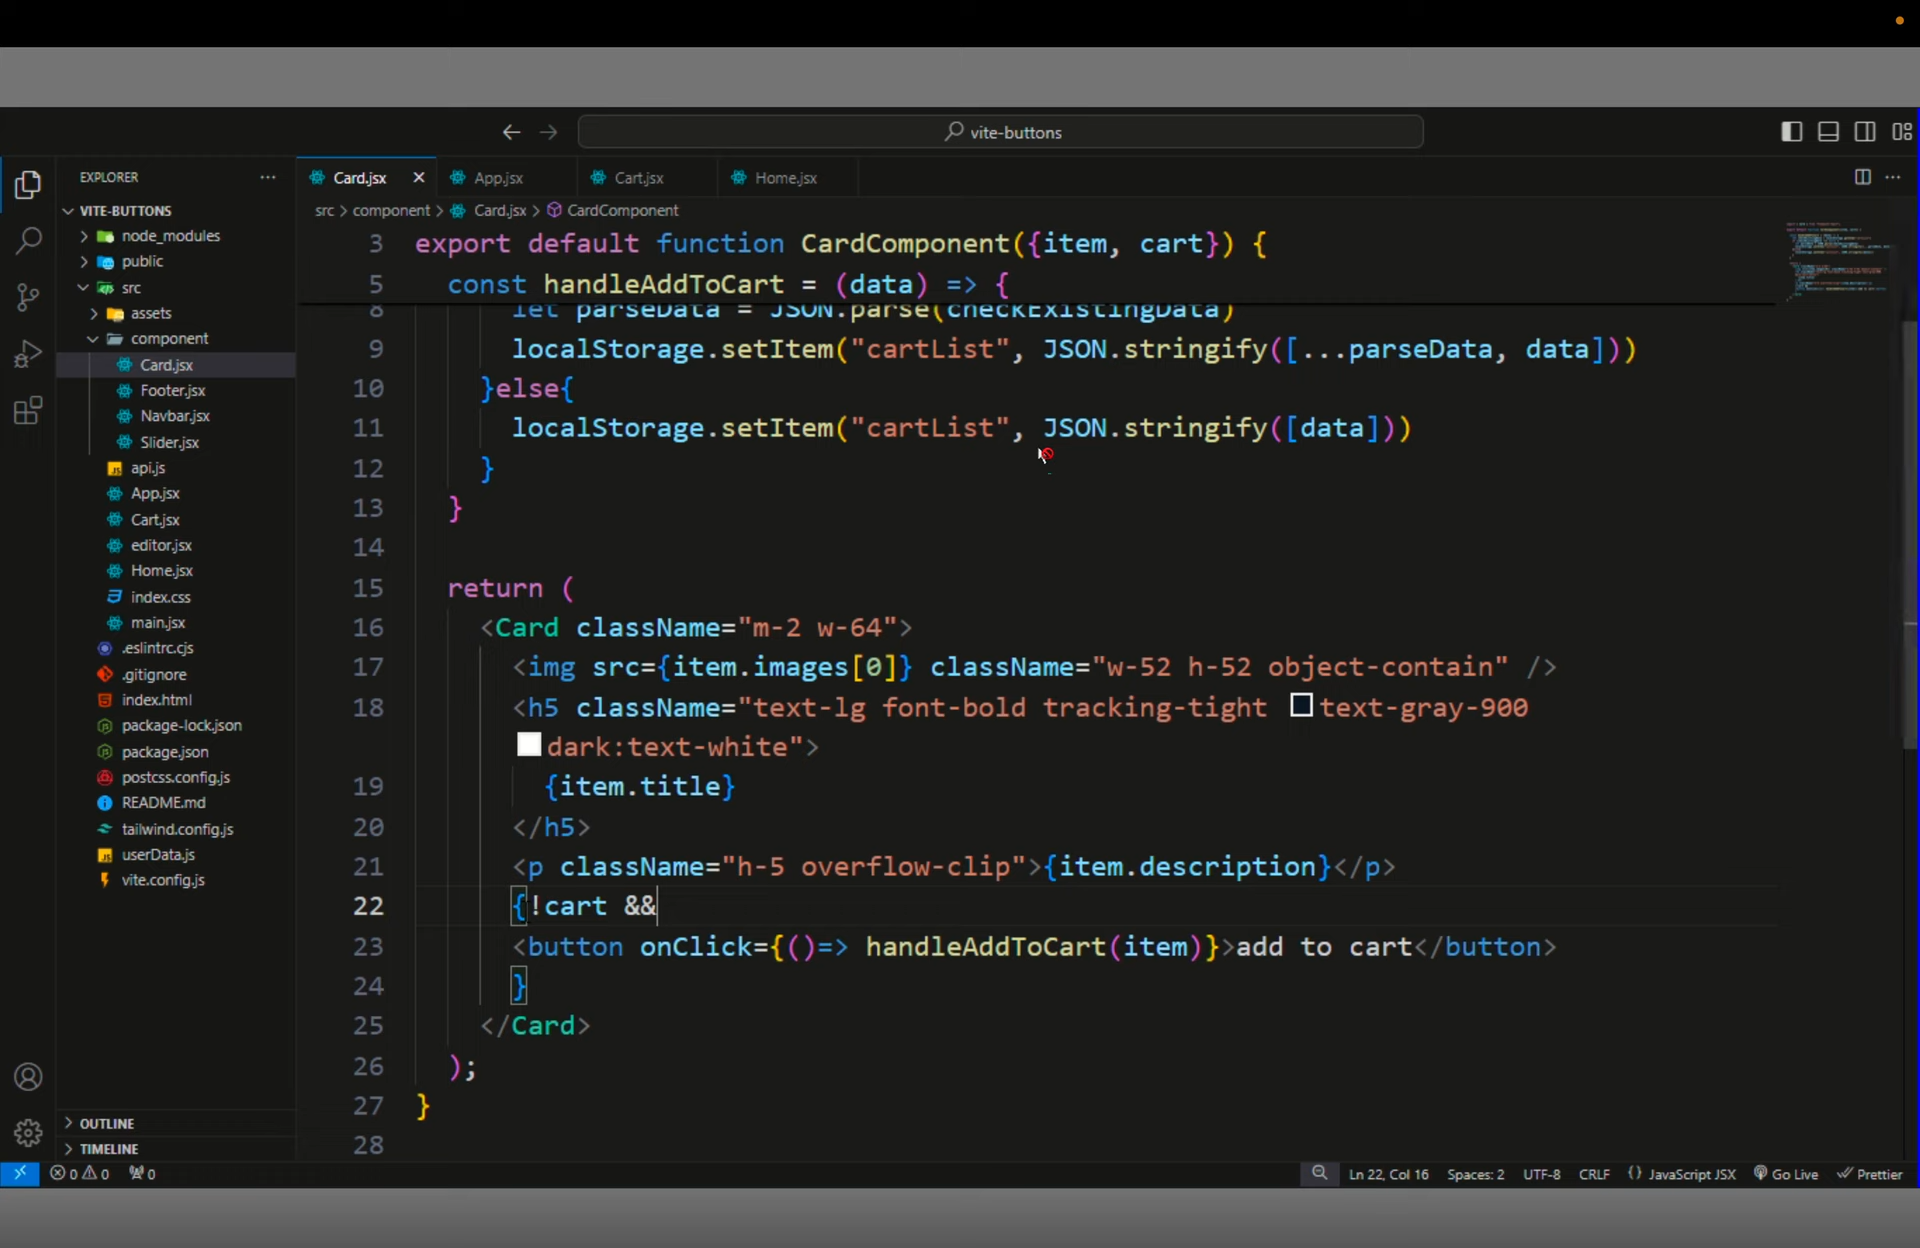 vite-buttons
EXPLORER
Card.jsx
App.jsx
Cart.jsx
Home.jsx
src > component > Card.jsx > CardComponent
VITE-BUTTONS
node_modules
public
src
assets
component
Card.jsx
Footer.jsx
Navbar.jsx
Slider.jsx
api.js
App.jsx
Cart.jsx
editor.jsx
Home.jsx
index.css
main.jsx
.eslintrc.cjs
.gitignore
index.html
package-lock.json
package.json
postcss.config.js
README.md
tailwind.config.js
userData.js
vite.config.js
OUTLINE
TIMELINE
3 export default function CardComponent({item, cart}) {
5 const handleAddToCart = (data) => {
8 let parseData = JSON.parse(checkExistingData)
9 localStorage.setItem("cartList", JSON.stringify([...parseData, data]))
10 }else{
11 localStorage.setItem("cartList", JSON.stringify([data]))
12 }
13 }
14
15 return (
16 <Card className="m-2 w-64">
17 <img src={item.images[0]} className="w-52 h-52 object-contain" />
18 <h5 className="text-lg font-bold tracking-tight text-gray-900
dark:text-white">
19 {item.title}
20 </h5>
21 <p className="h-5 overflow-clip">{item.description}</p>
22 {!cart &&
23 <button onClick={()=> handleAddToCart(item)}>add to cart</button>
24 }
25 </Card>
26 );
27 }
28
0 0 0
Ln 22, Col 16 Spaces: 2 UTF-8 CRLF {} JavaScript JSX Go Live Prettier